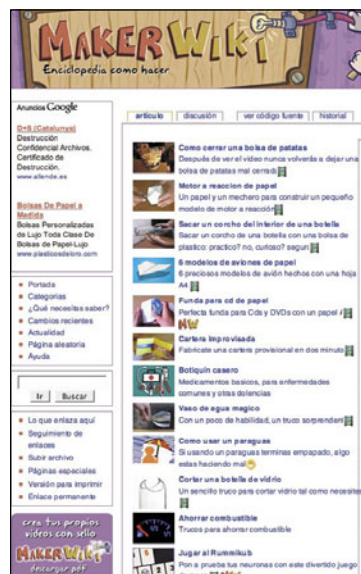 MAKER WIKI
Enciclopedia como hacer
Anuncios Google
D+S (Catalunya)
Destrucción
Confidencial Archivos.
Certificado de
Destrucción.
www.allende.es
Bolsas De Papel a
Medida
Bolsas Personalizadas
de Lujo Toda Clase De
Bolsas de Papel-Lujo
www.plasticosdeloro.com
Portada
Categorías
¿Qué necesitas saber?
Cambios recientes
Actualidad
Página aleatoria
Ayuda
Ir Buscar
Lo que enlaza aquí
Seguimiento de
enlaces
Subir archivo
Páginas especiales
Versión para imprimir
Enlace permanente
crea tus propios
videos con sello
MAKER WIKI
descargar pdf
artículo discusión ver código fuente historial
Como cerrar una bolsa de patatas
Después de ver el video nunca volverás a dejar una
bolsa de patatas mal cerrada
Motor a reaccion de papel
Un papel y un mechero para construir un pequeño
modelo de motor a reacción
Sacar un corcho del interior de una botella
Sacar un corcho de una botella con una bolsa de
plastico: practico? no, curioso? segun
6 modelos de aviones de papel
6 preciosos modelos de avión hechos con una hoja
A4
Funda para cd de papel
Perfecta funda para Cds y DVDs con un papel
MW
Cartera Improvisada
Fabricate una cartera provisional en dos minuto
Botiquín casero
Medicamentos basicos, para enfermedades
comunes y otras dolencias
Vaso de agua magico
Con un poco de habilidad, un truco sorprenden
Como usar un paraguas
Si usando un paraguas terminas empapado, algo
estas haciendo mal
Cortar una botella de vidrio
Un sencillo truco para cortar vidrio tal como necesites
Ahorrar combustible
Trucos para ahorrar combustible
Jugar al Rummikub
Pon a prueba tus neuronas con este divertido juego